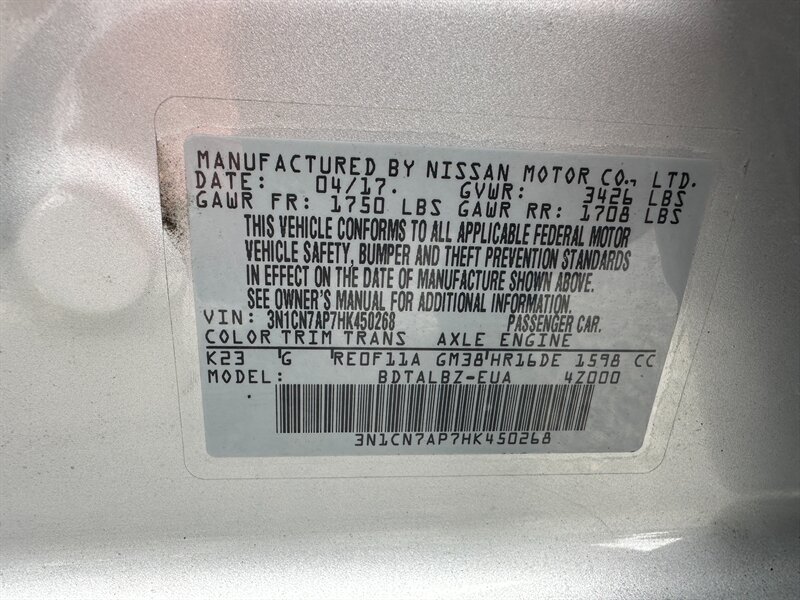 MANUFACTURED BY NISSAN MOTOR CO., LTD.
DATE: 04/17. GVWR: 3426 LBS
GAWR FR: 1750 LBS GAWR RR: 1708 LBS
THIS VEHICLE CONFORMS TO ALL APPLICABLE FEDERAL MOTOR
VEHICLE SAFETY, BUMPER AND THEFT PREVENTION STANDARDS
IN EFFECT ON THE DATE OF MANUFACTURE SHOWN ABOVE.
SEE OWNER'S MANUAL FOR ADDITIONAL INFORMATION.
VIN: 3N1CN7AP7HK450268 PASSENGER CAR.
COLOR TRIM TRANS AXLE ENGINE
K23 G RE0F11A GM38 HR16DE 1598 CC
MODEL: BDTALBZ-EUA 4Z000
3N1CN7AP7HK450268